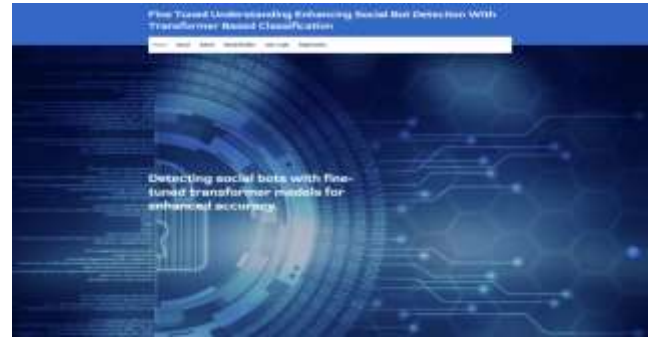 Fine Tuned Understanding Enhancing Social Bot Detection With
Transformer Based Classification
Detecting social bots with fine-
tuned transformer models for
enhanced accuracy.